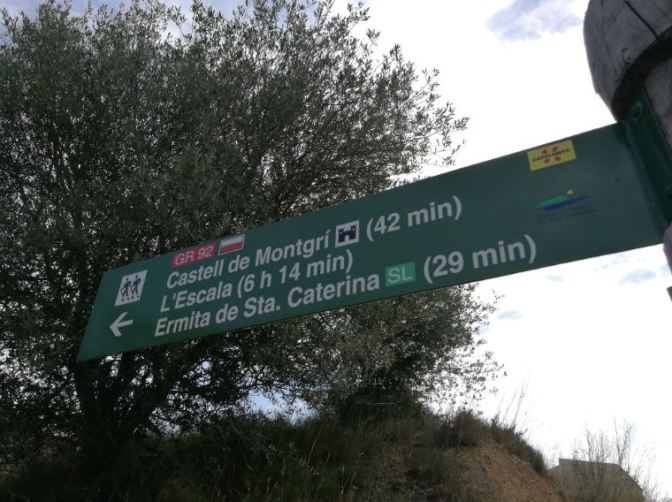 GR 92
Castell de Montgrí (42 min)
L'Escala (6 h 14 min)
Ermita de Sta. Caterina SL (29 min)